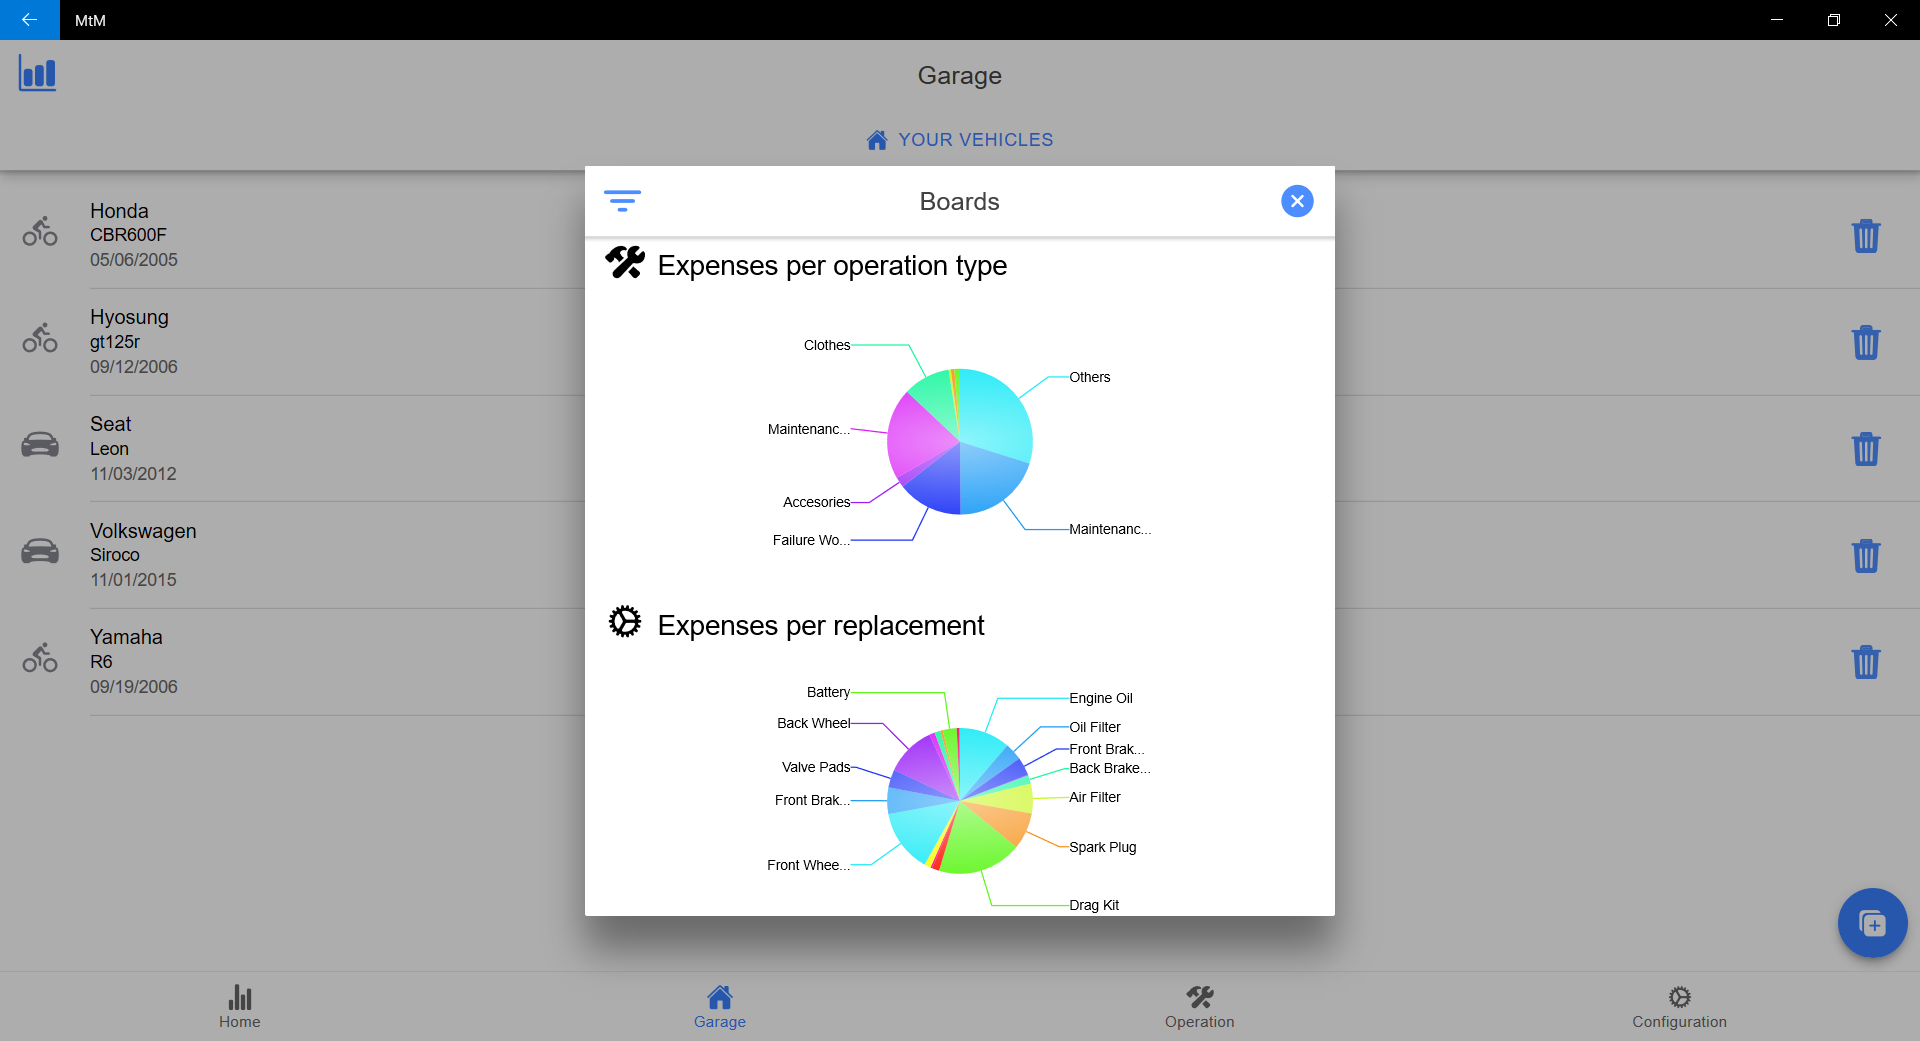 MtM
Garage
YOUR VEHICLES
Honda
CBR600F
05/06/2005
Hyosung
gt125r
09/12/2006
Seat
Leon
11/03/2012
Volkswagen
Siroco
11/01/2015
Yamaha
R6
09/19/2006
Boards
Expenses per operation type
Clothes
Others
Maintenanc...
Accesories
Failure Wo...
Maintenanc...
Expenses per replacement
Battery
Engine Oil
Back Wheel
Oil Filter
Front Brak...
Valve Pads
Back Brake...
Front Brak...
Air Filter
Spark Plug
Front Whee...
Drag Kit
Home
Garage
Operation
Configuration